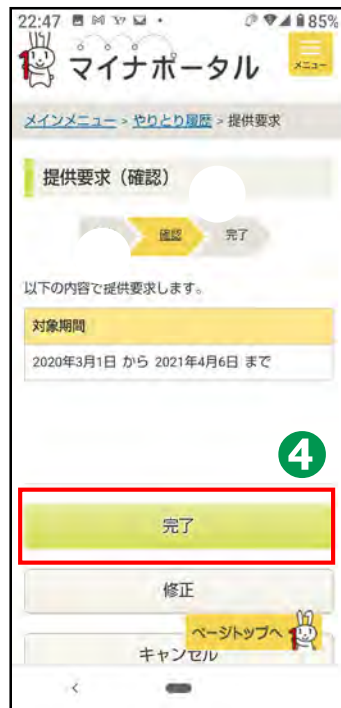 22:47 85%
マイナポータル
メニュー
メインメニュー > やりとり履歴 > 提供要求
提供要求（確認）
確認 完了
以下の内容で提供要求します。
対象期間
2020年3月1日 から 2021年4月6日 まで
4
完了
修正
ページトップへ
キャンセル